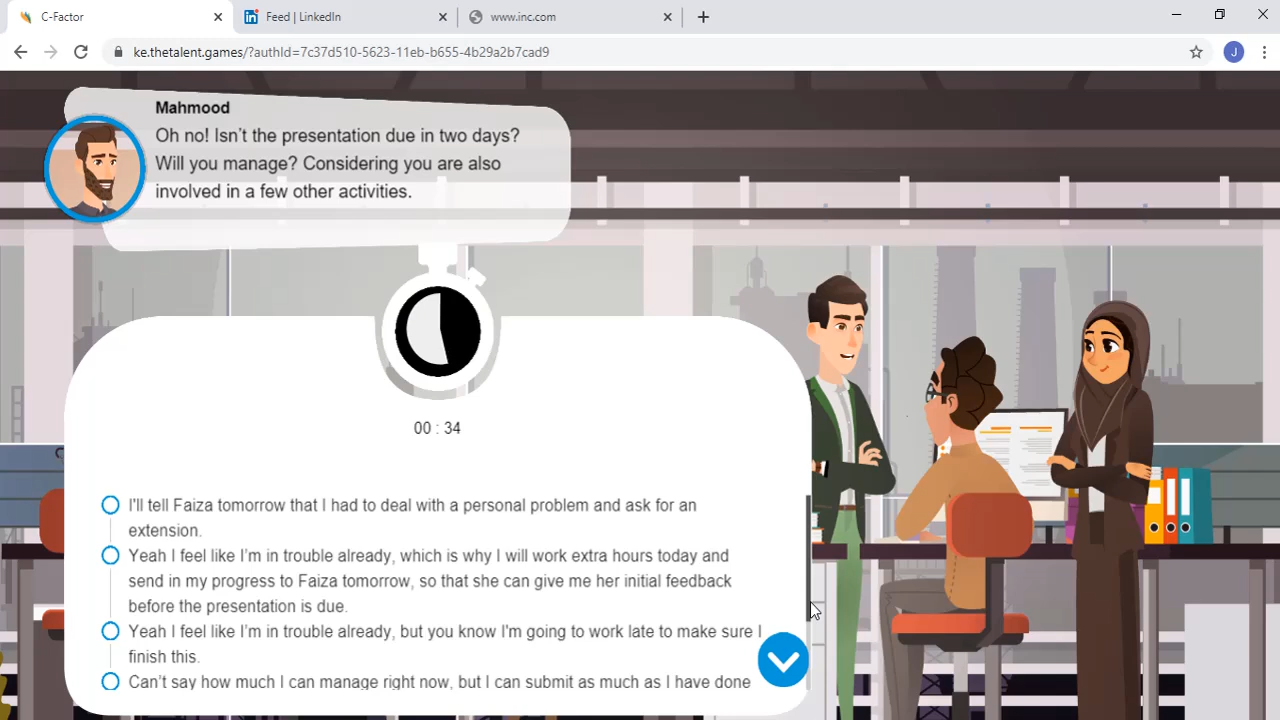 C-Factor
Feed | LinkedIn
www.inc.com
ke.thetalent.games/?authId=7c37d510-5623-11eb-b655-4b29a2b7cad9
J
Mahmood
Oh no! Isn’t the presentation due in two days?
Will you manage? Considering you are also
involved in a few other activities.
00 : 34
I'll tell Faiza tomorrow that I had to deal with a personal problem and ask for an
extension.
Yeah I feel like I’m in trouble already, which is why I will work extra hours today and
send in my progress to Faiza tomorrow, so that she can give me her initial feedback
before the presentation is due.
Yeah I feel like I’m in trouble already, but you know I'm going to work late to make sure I
finish this.
Can’t say how much I can manage right now, but I can submit as much as I have done